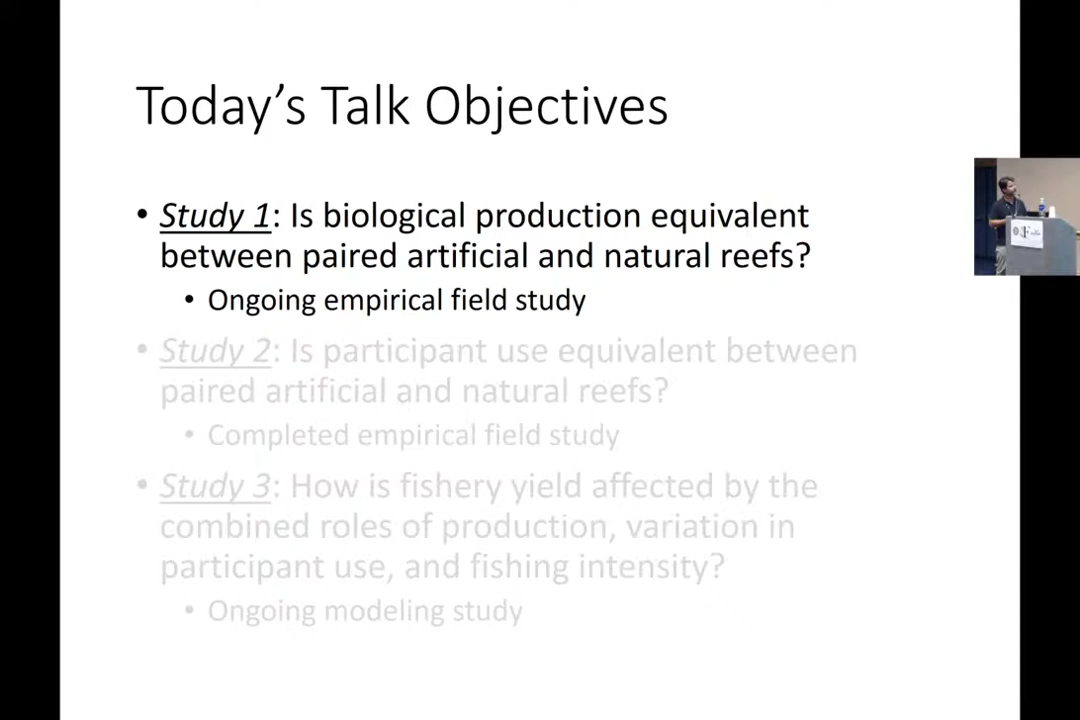 Today's Talk Objectives
• Study 1: Is biological production equivalent
between paired artificial and natural reefs?
• Ongoing empirical field study
• Study 2: Is participant use equivalent between
paired artificial and natural reefs?
• Completed empirical field study
• Study 3: How is fishery yield affected by the
combined roles of production, variation in
participant use, and fishing intensity?
• Ongoing modeling study